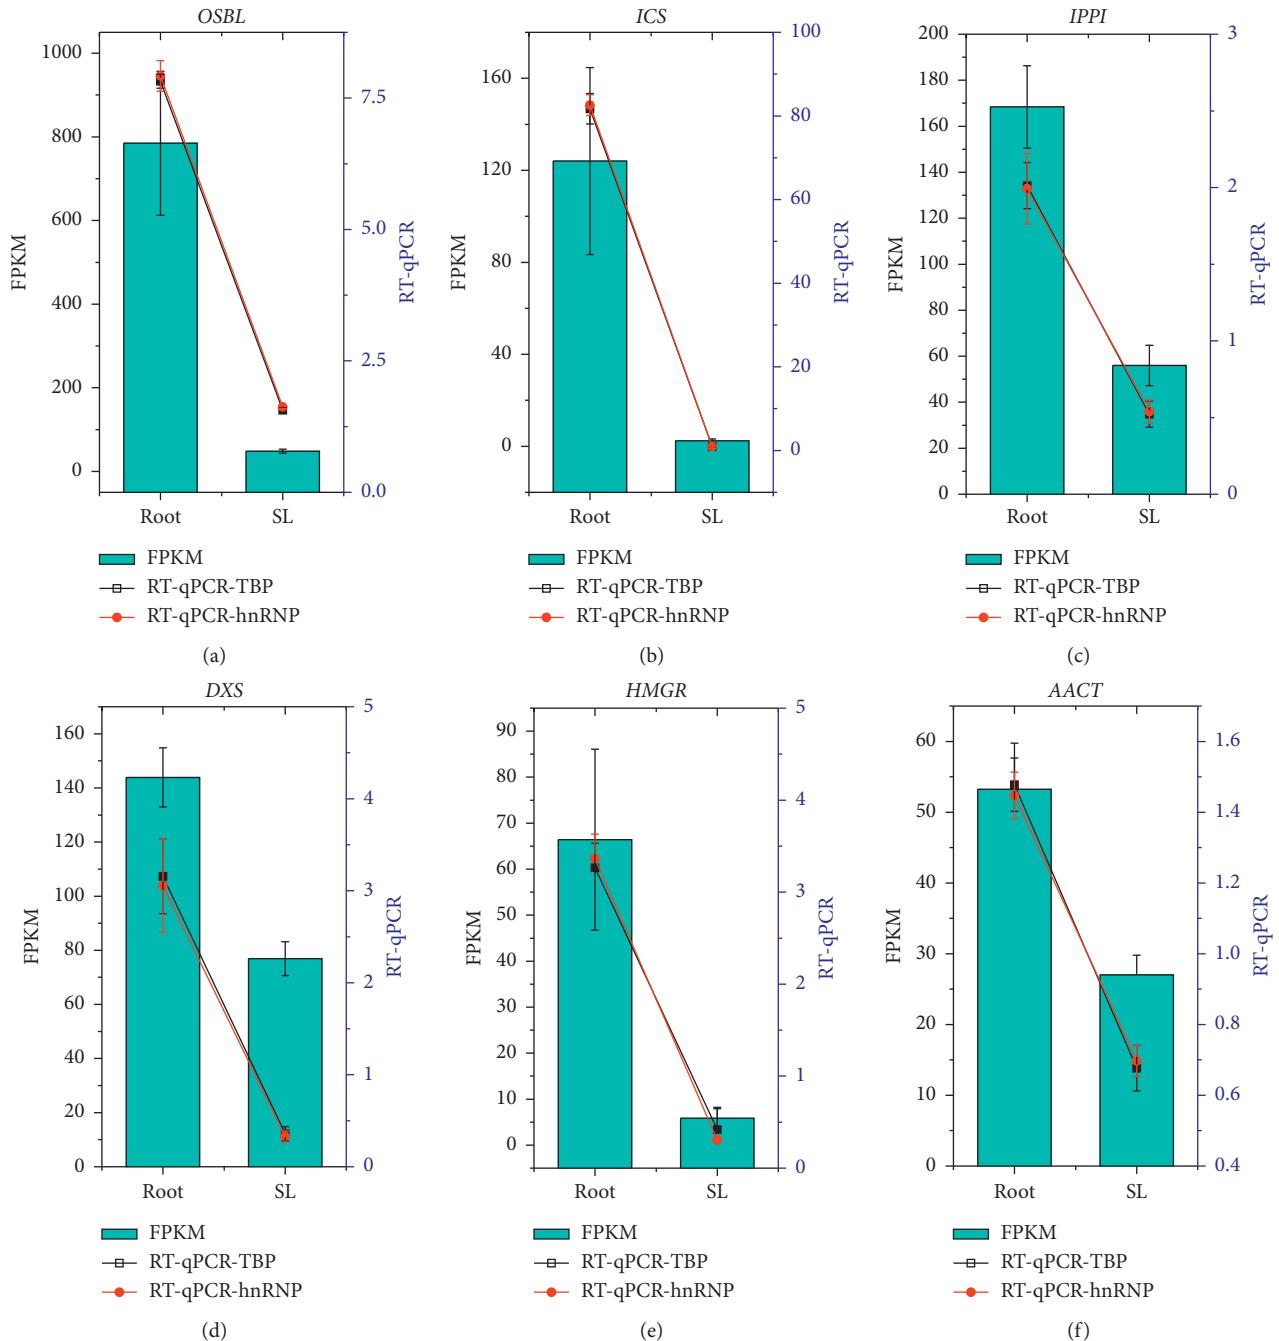 OSBL
1000
800
600
400
200
0
FPKM
7.5
5.0
2.5
0.0
RT-qPCR
Root SL
FPKM
RT-qPCR-TBP
RT-qPCR-hnRNP
(a)
ICS
160
120
80
40
0
FPKM
100
80
60
40
20
0
RT-qPCR
Root SL
FPKM
RT-qPCR-TBP
RT-qPCR-hnRNP
(b)
IPPI
200
180
160
140
120
100
80
60
40
20
0
FPKM
3
2
1
0
RT-qPCR
Root SL
FPKM
RT-qPCR-TBP
RT-qPCR-hnRNP
(c)
DXS
160
140
120
100
80
60
40
20
0
FPKM
5
4
3
2
1
0
RT-qPCR
Root SL
FPKM
RT-qPCR-TBP
RT-qPCR-hnRNP
(d)
HMGR
90
80
70
60
50
40
30
20
10
0
FPKM
5
4
3
2
1
0
RT-qPCR
Root SL
FPKM
RT-qPCR-TBP
RT-qPCR-hnRNP
(e)
AACT
60
50
40
30
20
10
0
FPKM
1.6
1.4
1.2
1.0
0.8
0.6
0.4
RT-qPCR
Root SL
FPKM
RT-qPCR-TBP
RT-qPCR-hnRNP
(f)